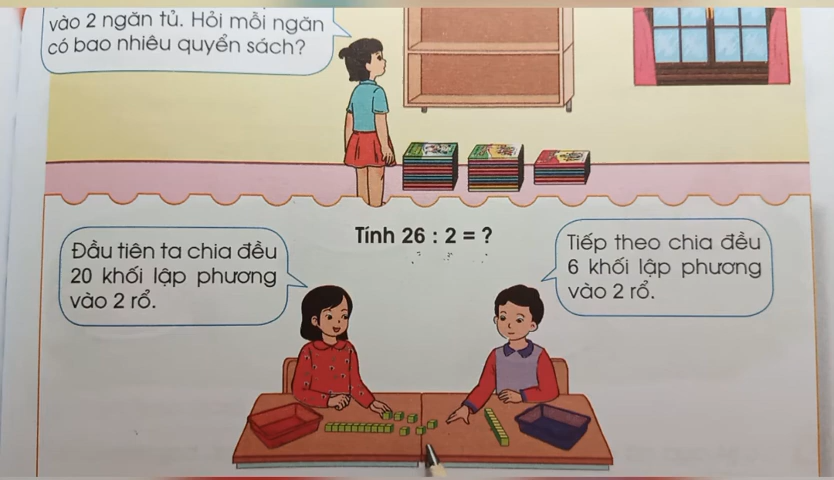 vào 2 ngăn tủ. Hỏi mỗi ngăn
có bao nhiêu quyển sách?
Tính 26 : 2 = ?
Đầu tiên ta chia đều
20 khối lập phương
vào 2 rổ.
Tiếp theo chia đều
6 khối lập phương
vào 2 rổ.